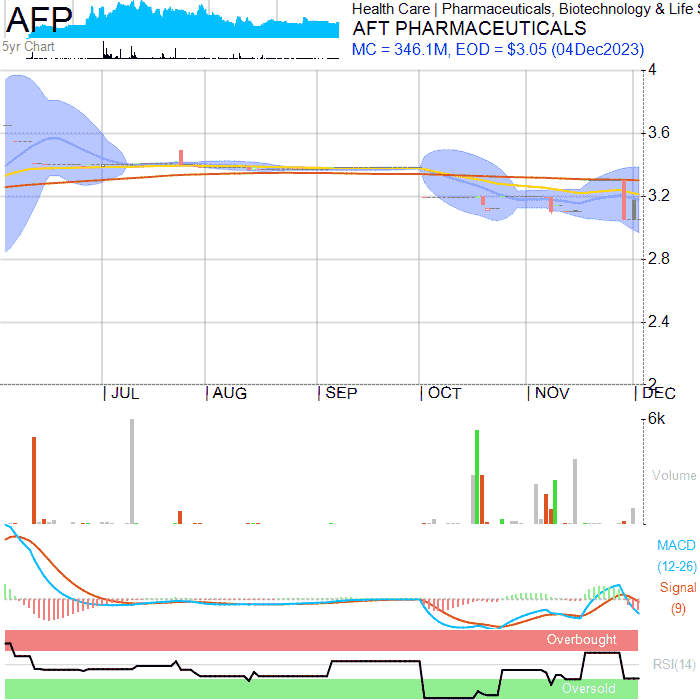 AFP
5yr Chart
Health Care | Pharmaceuticals, Biotechnology & Life
AFT PHARMACEUTICALS
MC = 346.1M, EOD = $3.05 (04Dec2023)
4
3.6
3.2
2.8
2.4
2
JUL
AUG
SEP
OCT
NOV
DEC
6k
Volume
MACD
(12-26)
Signal
(9)
Overbought
RSI(14)
Oversold